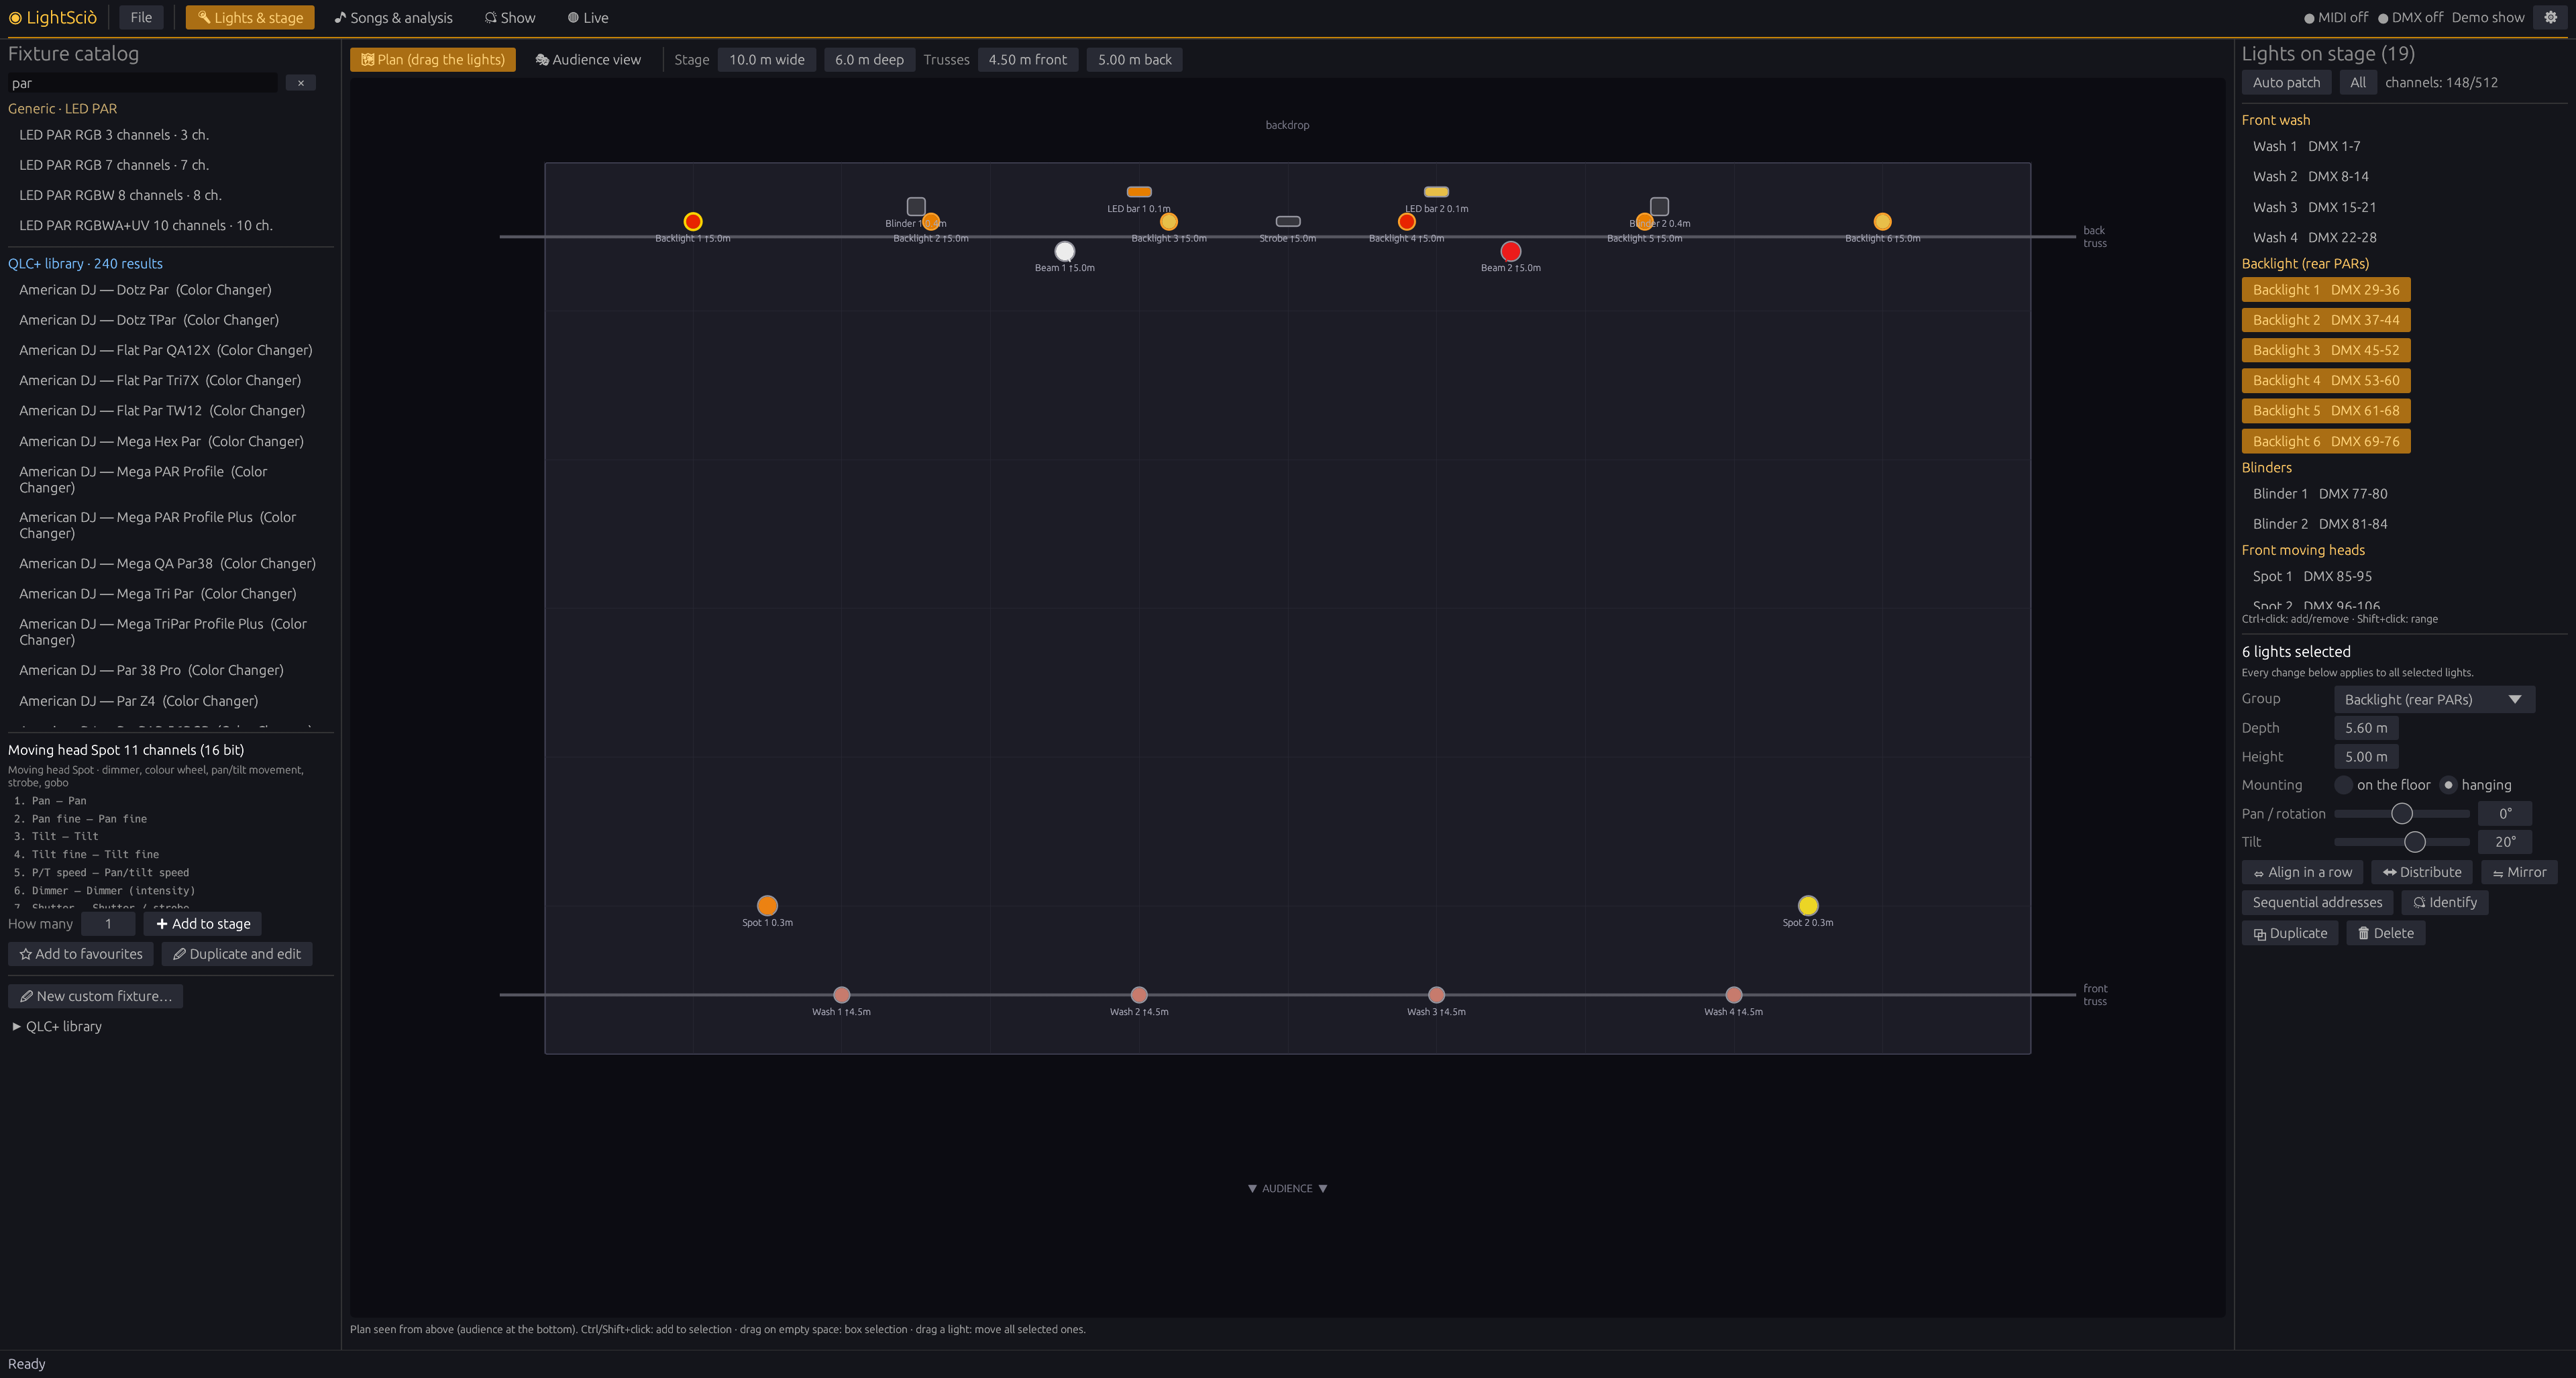 LightSciò
File
Lights & stage
Songs & analysis
Show
Live
MIDI off
DMX off
Demo show
Fixture catalog
par
×
Generic · LED PAR
LED PAR RGB 3 channels · 3 ch.
LED PAR RGB 7 channels · 7 ch.
LED PAR RGBW 8 channels · 8 ch.
LED PAR RGBWA+UV 10 channels · 10 ch.
QLC+ library · 240 results
American DJ — Dotz Par (Color Changer)
American DJ — Dotz TPar (Color Changer)
American DJ — Flat Par QA12X (Color Changer)
American DJ — Flat Par Tri7X (Color Changer)
American DJ — Flat Par TW12 (Color Changer)
American DJ — Mega Hex Par (Color Changer)
American DJ — Mega PAR Profile (Color
Changer)
American DJ — Mega PAR Profile Plus (Color
Changer)
American DJ — Mega QA Par38 (Color Changer)
American DJ — Mega Tri Par (Color Changer)
American DJ — Mega TriPar Profile Plus (Color
Changer)
American DJ — Par 38 Pro (Color Changer)
American DJ — Par Z4 (Color Changer)
Moving head Spot 11 channels (16 bit)
Moving head Spot · dimmer, colour wheel, pan/tilt movement,
strobe, gobo
1. Pan — Pan
2. Pan fine — Pan fine
3. Tilt — Tilt
4. Tilt fine — Tilt fine
5. P/T speed — Pan/tilt speed
6. Dimmer — Dimmer (intensity)
7. Shutter — Shutter / strobe
How many
1
Add to stage
Add to favourites
Duplicate and edit
New custom fixture…
QLC+ library
Plan (drag the lights)
Audience view
Stage
10.0 m wide
6.0 m deep
Trusses
4.50 m front
5.00 m back
backdrop
LED bar 1 0.1m
LED bar 2 0.1m
Blinder 1 0.4m
Blinder 2 0.4m
Backlight 1 ↑5.0m
Backlight 2 ↑5.0m
Backlight 3 ↑5.0m
Strobe ↑5.0m
Backlight 4 ↑5.0m
Backlight 5 ↑5.0m
Backlight 6 ↑5.0m
back
truss
Beam 1 ↑5.0m
Beam 2 ↑5.0m
Spot 1 0.3m
Spot 2 0.3m
Wash 1 ↑4.5m
Wash 2 ↑4.5m
Wash 3 ↑4.5m
Wash 4 ↑4.5m
front
truss
▼ AUDIENCE ▼
Plan seen from above (audience at the bottom). Ctrl/Shift+click: add to selection · drag on empty space: box selection · drag a light: move all selected ones.
Lights on stage (19)
Auto patch
All
channels: 148/512
Front wash
Wash 1 DMX 1-7
Wash 2 DMX 8-14
Wash 3 DMX 15-21
Wash 4 DMX 22-28
Backlight (rear PARs)
Backlight 1 DMX 29-36
Backlight 2 DMX 37-44
Backlight 3 DMX 45-52
Backlight 4 DMX 53-60
Backlight 5 DMX 61-68
Backlight 6 DMX 69-76
Blinders
Blinder 1 DMX 77-80
Blinder 2 DMX 81-84
Front moving heads
Spot 1 DMX 85-95
Spot 2 DMX 96-106
Ctrl+click: add/remove · Shift+click: range
6 lights selected
Every change below applies to all selected lights.
Group
Backlight (rear PARs)
Depth
5.60 m
Height
5.00 m
Mounting
on the floor
hanging
Pan / rotation
0°
Tilt
20°
Align in a row
Distribute
Mirror
Sequential addresses
Identify
Duplicate
Delete
Ready